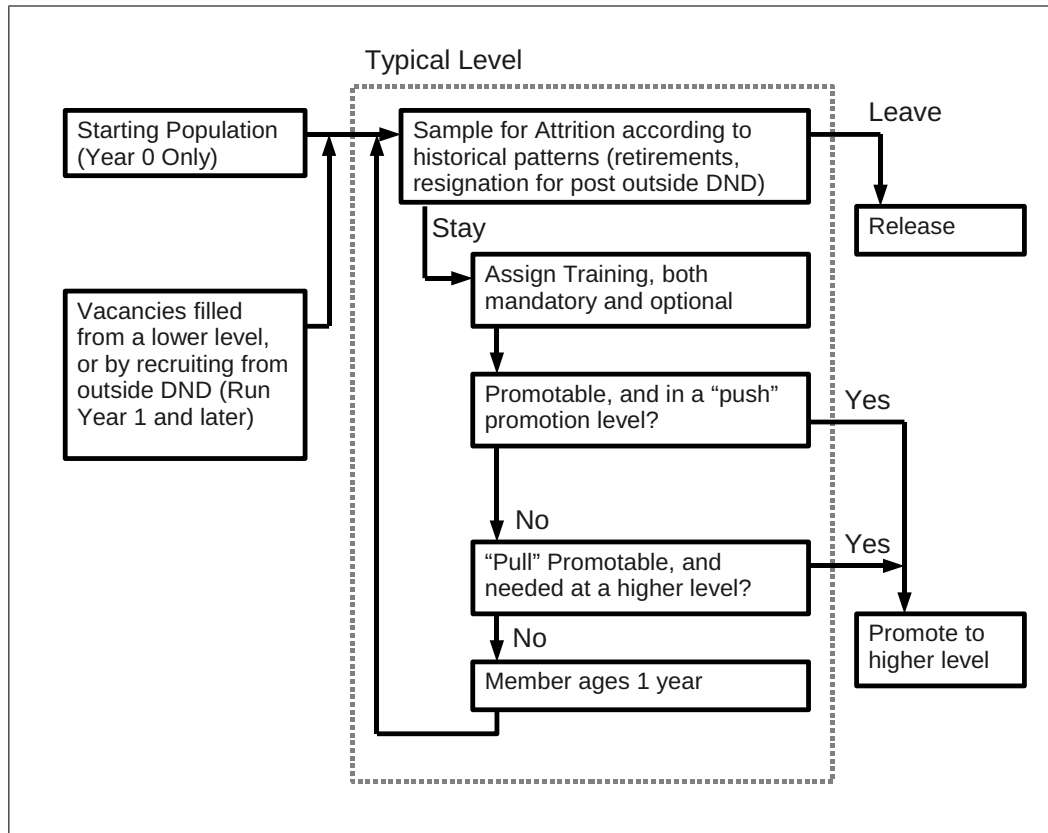 Typical Level
Starting Population
(Year 0 Only)
Sample for Attrition according to
historical patterns (retirements,
resignation for post outside DND)
Leave
Release
Stay
Vacancies filled
from a lower level,
or by recruiting from
outside DND (Run
Year 1 and later)
Assign Training, both
mandatory and optional
Promotable, and in a “push”
promotion level?
Yes
No
“Pull” Promotable, and
needed at a higher level?
Yes
No
Promote to
higher level
Member ages 1 year